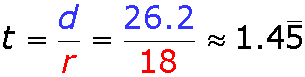 t = d/r = 26.2/18 ≈ 1.45̅